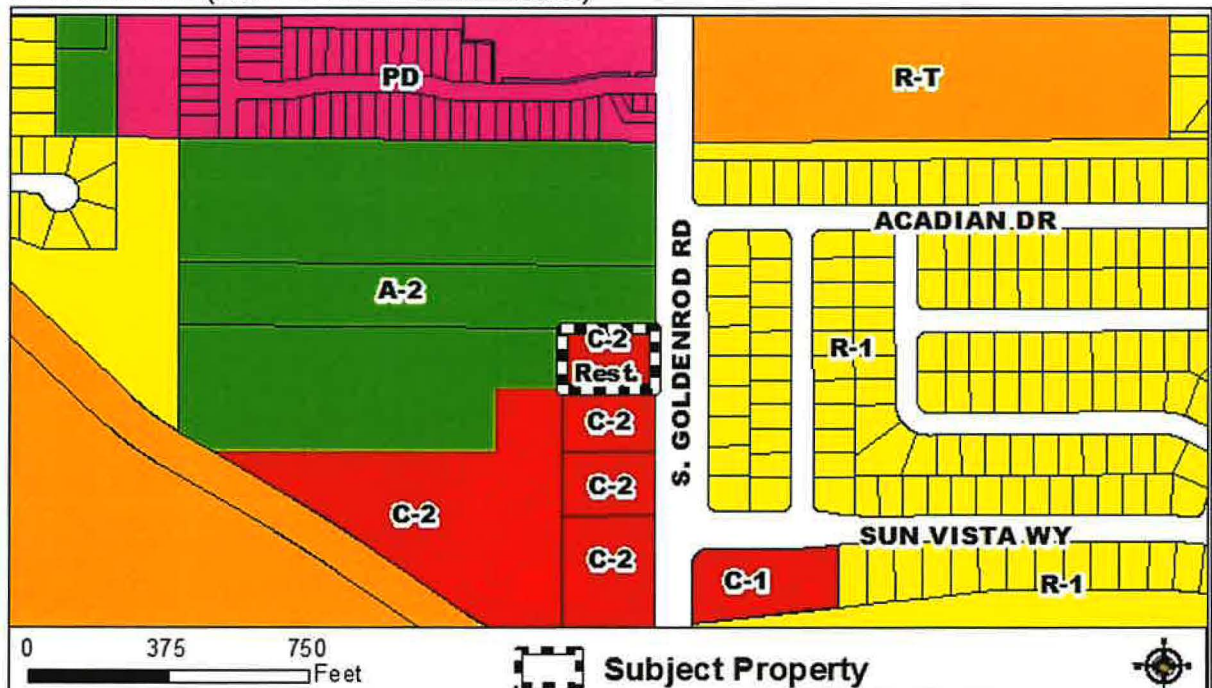 PD
R-T
ACADIAN DR
A-2
S. GOLDENROD RD
C-2
Rest.
R-1
C-2
C-2
C-2
C-2
SUN VISTA WY
C-1
R-1
0 375 750
Feet
Subject Property